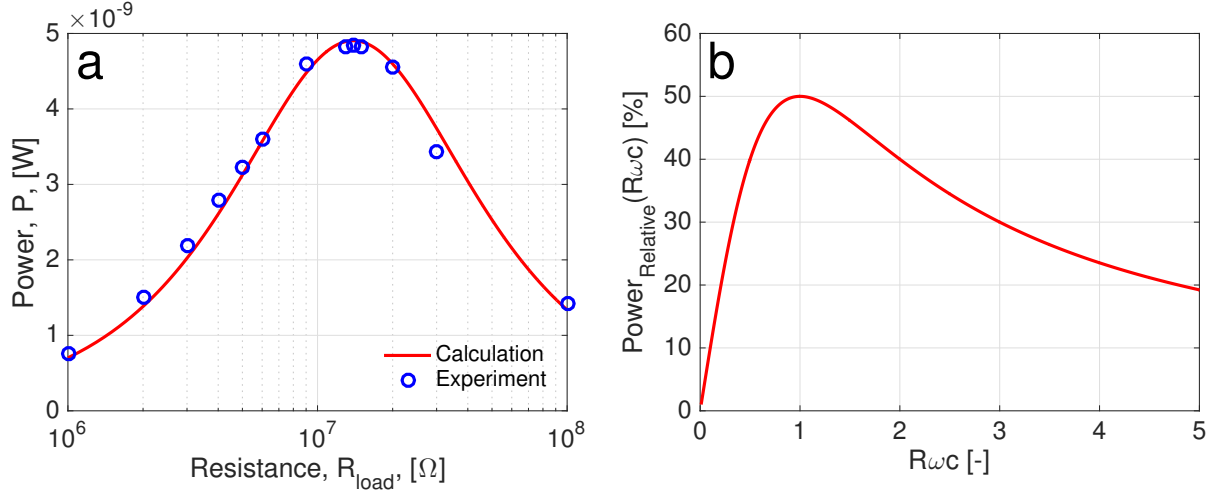 ×10⁻⁹
a
5
4
3
2
1
0
Power, P, [W]
Calculation
Experiment
10⁶
10⁷
10⁸
Resistance, R_load, [Ω]
b
60
50
40
30
20
10
0
Power_Relative(Rωc) [%]
0
1
2
3
4
5
Rωc [-]